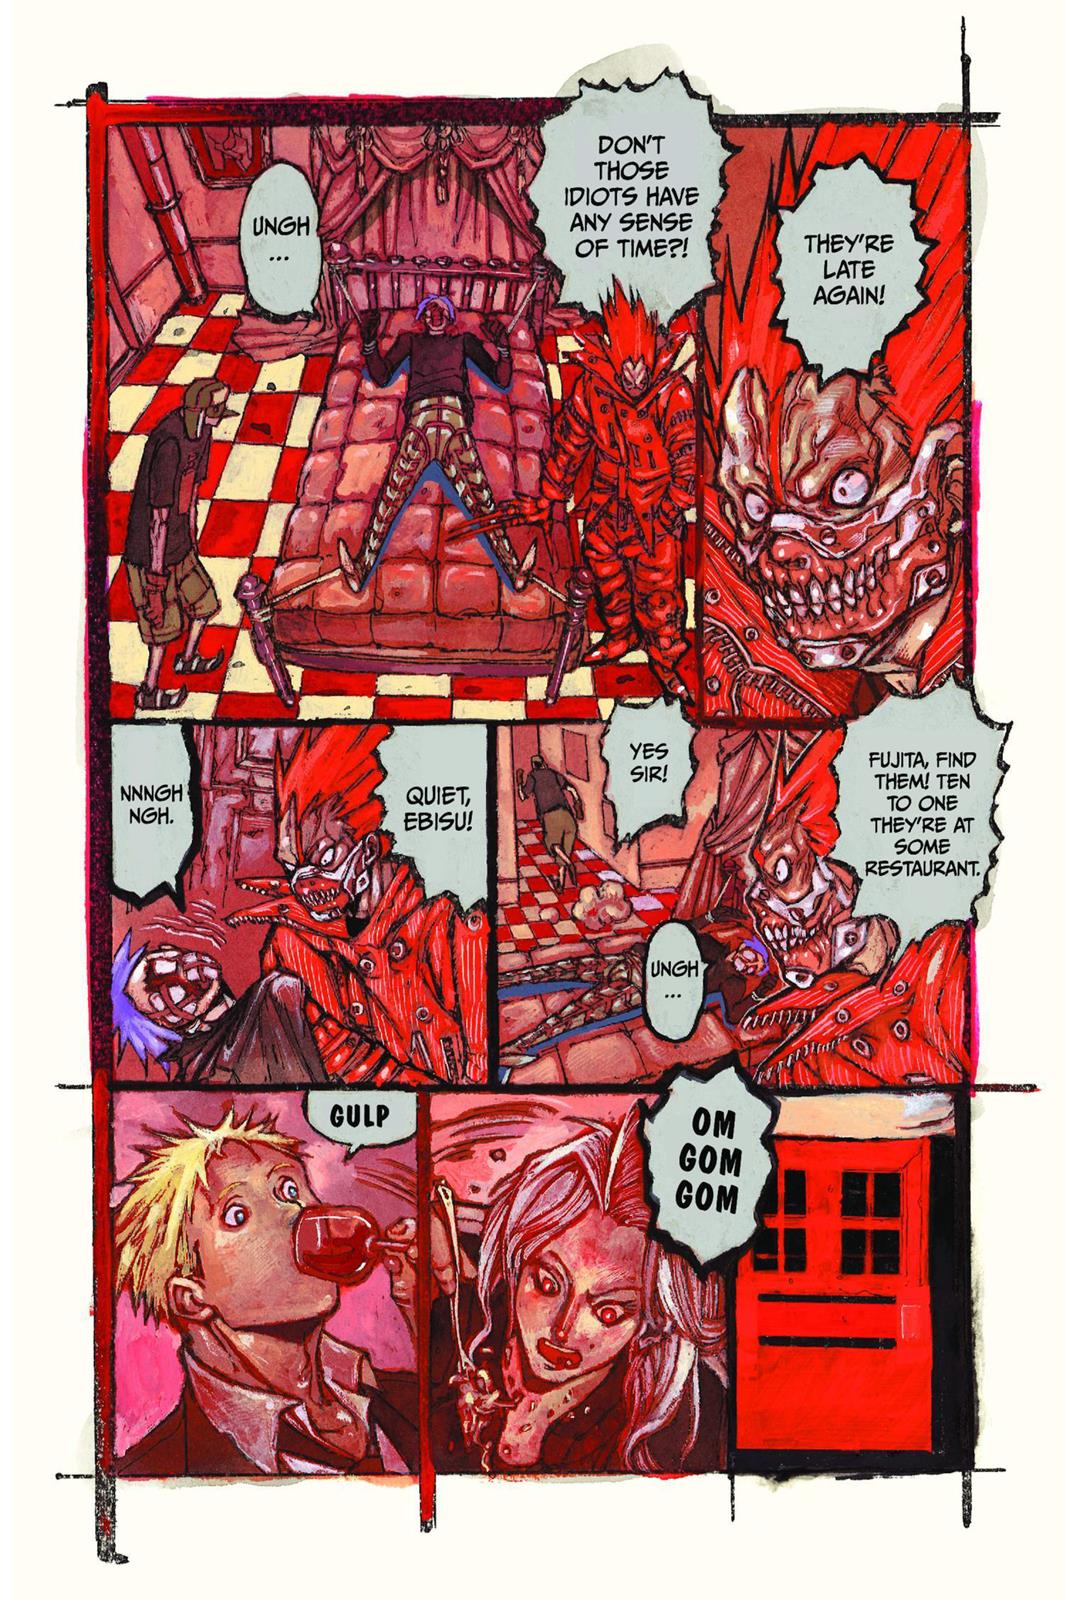 THEY'RE
LATE
AGAIN!
DON'T
THOSE
IDIOTS HAVE
ANY SENSE
OF TIME?!
UNGH
...
FUJITA, FIND
THEM! TEN
TO ONE
THEY'RE AT
SOME
RESTAURANT.
YES
SIR!
UNGH
...
QUIET,
EBISU!
NNNGH
NGH.
OM
GOM
GOM
GULP